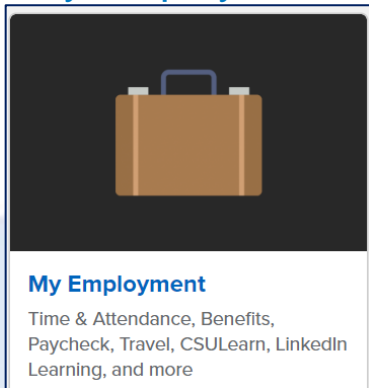 My Employment
Time & Attendance, Benefits,
Paycheck, Travel, CSULearn, LinkedIn
Learning, and more